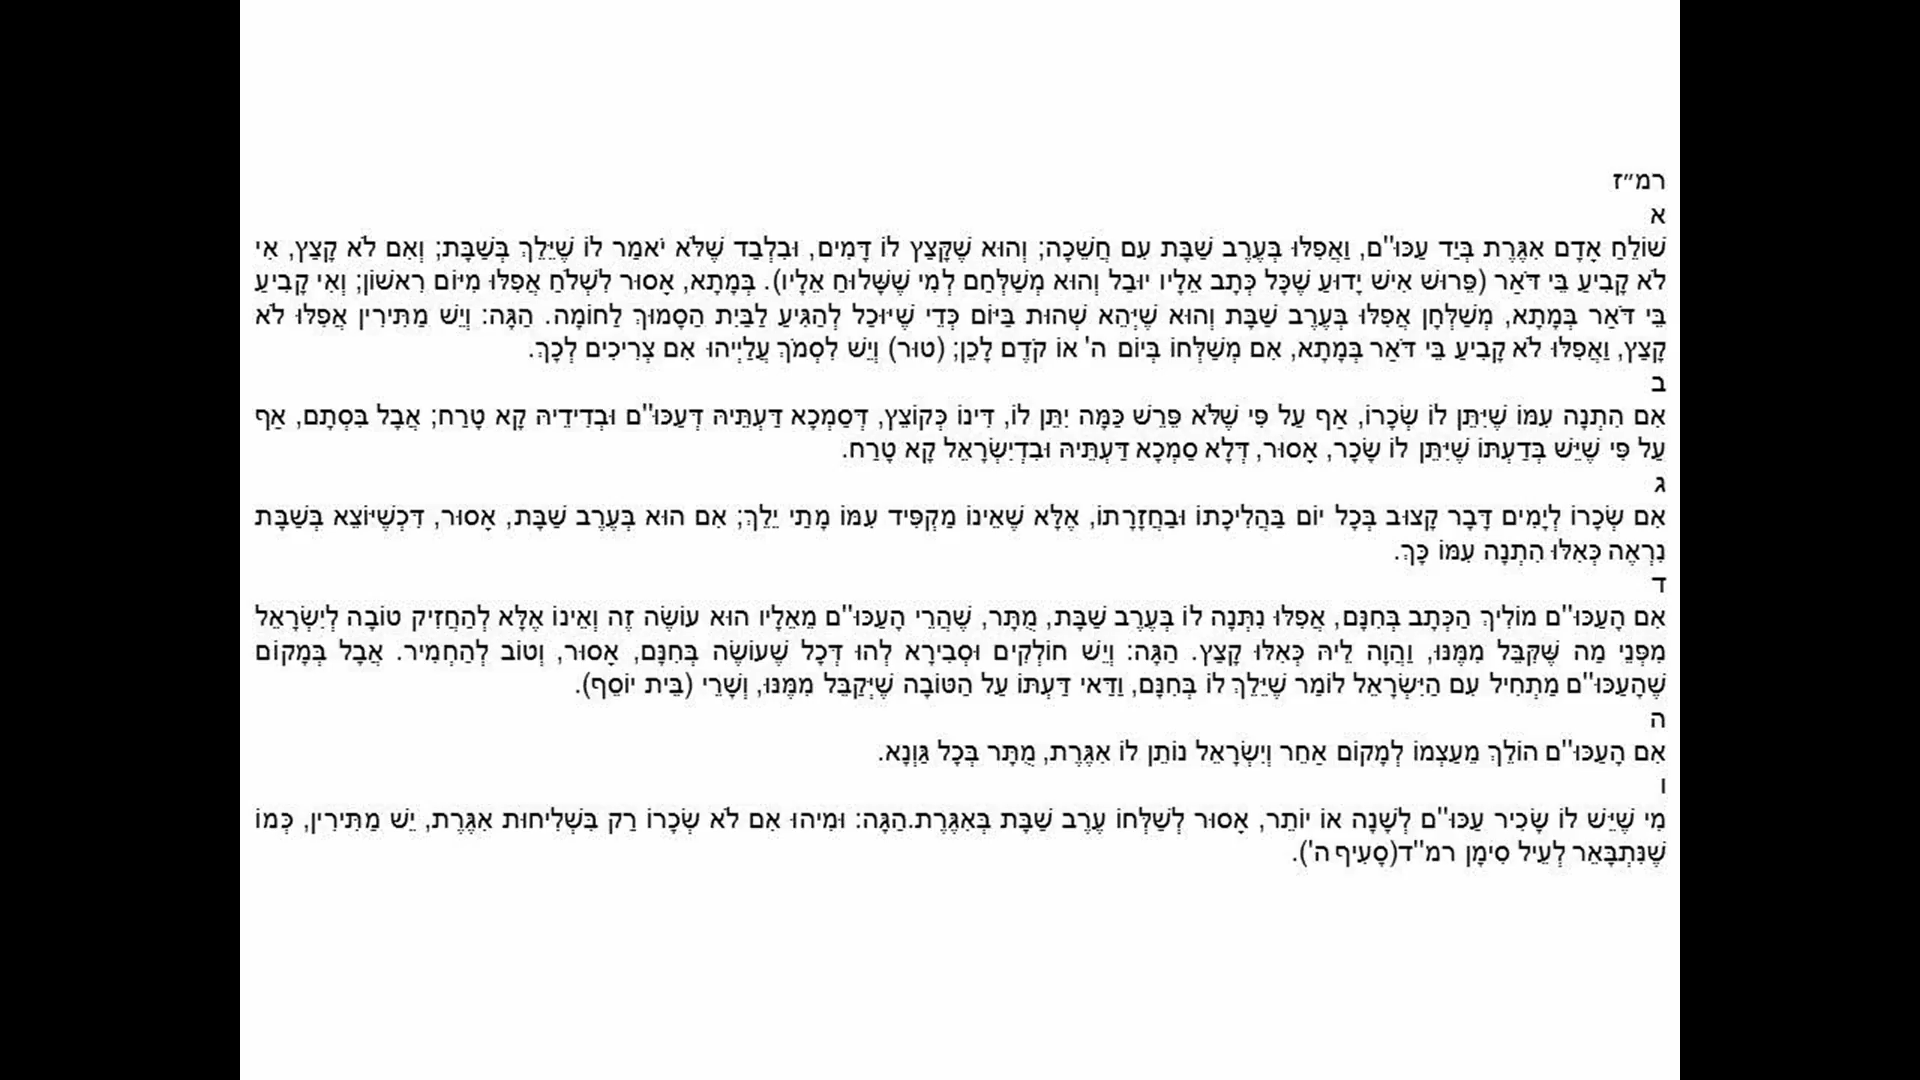 רמ״ז
א
שׁוֹלֵחַ אָדָם אִגֶּרֶת בְּיַד עַכּוּ''ם, וַאֲפִלּוּ בְּעֶרֶב שַׁבָּת עִם חֲשֵׁכָה; וְהוּא שֶׁקָּצַץ לוֹ דָּמִים, וּבִלְבַד שֶׁלֹּא יֹאמַר לוֹ שֶׁיֵּלֵךְ בְּשַׁבָּת; וְאִם לֹא קָצַץ, אִי
לֹא קָבִיעַ בֵּי דֹּאַר (פֵּרוּשׁ אִישׁ יָדוּעַ שֶׁכָּל כְּתָב אֵלָיו יוּבַל וְהוּא מְשַׁלְּחַם לְמִי שֶׁשָּׁלוּחַ אֵלָיו). בְּמָתָא, אָסוּר לִשְׁלֹחַ אֲפִלּוּ מִיּוֹם רִאשׁוֹן; וְאִי קָבִיעַ
בֵּי דֹּאַר בְּמָתָא, מְשַׁלְּחָן אֲפִלּוּ בְּעֶרֶב שַׁבָּת וְהוּא שֶׁיְּהֵא שְׁהוּת בַּיּוֹם כְּדֵי שֶׁיּוּכַל לְהַגִּיעַ לַבַּיִת הַסָּמוּךְ לַחוֹמָה. הַגָּה: וְיֵשׁ מַתִּירִין אֲפִלּוּ לֹא
קָצַץ, וַאֲפִלּוּ לֹא קָבִיעַ בֵּי דֹּאַר בְּמָתָא, אִם מְשַׁלְּחוֹ בְּיוֹם ה' אוֹ קֹדֶם לָכֵן; (טוּר) וְיֵשׁ לִסְמֹךְ עֲלַיְיהוּ אִם צְרִיכִים לְכָךְ.
ב
אִם הִתְנָה עִמּוֹ שֶׁיִּתֵּן לוֹ שְׂכָרוֹ, אַף עַל פִּי שֶׁלֹּא פֵּרֵשׁ כַּמָּה יִתֵּן לוֹ, דִּינוֹ כְּקוֹצֵץ, דְּסַמְכָא דַּעְתֵּיהּ דְּעַכּוּ''ם וּבְדִידֵיהּ קָא טָרַח; אֲבָל בִּסְתָם, אַף
עַל פִּי שֶׁיֵּשׁ בְּדַעְתּוֹ שֶׁיִּתֵּן לוֹ שָׂכָר, אָסוּר, דְּלָא סַמְכָא דַּעְתֵּיהּ וּבִדְיִשְׂרָאֵל קָא טָרַח.
ג
אִם שְׂכָרוֹ לְיָמִים דָּבָר קָצוּב בְּכָל יוֹם בַּהֲלִיכָתוֹ וּבַחֲזָרָתוֹ, אֶלָּא שֶׁאֵינוֹ מַקְפִּיד עִמּוֹ מָתַי יֵלֵךְ; אִם הוּא בְּעֶרֶב שַׁבָּת, אָסוּר, דִּכְשֶׁיּוֹצֵא בְּשַׁבָּת
נִרְאֶה כְּאִלּוּ הִתְנָה עִמּוֹ כָּךְ.
ד
אִם הָעַכּוּ''ם מוֹלִיךְ הַכְּתָב בְּחִנָּם, אֲפִלּוּ נִתְּנָה לוֹ בְּעֶרֶב שַׁבָּת, מֻתָּר, שֶׁהֲרֵי הָעַכּוּ''ם מֵאֵלָיו הוּא עוֹשֶׂה זֶה וְאֵינוֹ אֶלָּא לְהַחֲזִיק טוֹבָה לְיִשְׂרָאֵל
מִפְּנֵי מַה שֶּׁקִּבֵּל מִמֶּנּוּ, וַהֲוָה לֵיהּ כְּאִלּוּ קָצַץ. הַגָּה: וְיֵשׁ חוֹלְקִים וּסְבִירָא לְהוּ דְּכָל שֶׁעוֹשֶׂה בְּחִנָּם, אָסוּר, וְטוֹב לְהַחְמִיר. אֲבָל בְּמָקוֹם
שֶׁהָעַכּוּ''ם מַתְחִיל עִם הַיִּשְׂרָאֵל לוֹמַר שֶׁיֵּלֵךְ לוֹ בְּחִנָּם, וַדַּאי דַּעְתּוֹ עַל הַטּוֹבָה שֶׁיְּקַבֵּל מִמֶּנּוּ, וְשָׁרֵי (בֵּית יוֹסֵף).
ה
אִם הָעַכּוּ''ם הוֹלֵךְ מֵעַצְמוֹ לְמָקוֹם אַחֵר וְיִשְׂרָאֵל נוֹתֵן לוֹ אִגֶּרֶת, מֻתָּר בְּכָל גַּוְנָא.
ו
מִי שֶׁיֵּשׁ לוֹ שָׂכִיר עַכּוּ''ם לְשָׁנָה אוֹ יוֹתֵר, אָסוּר לְשַׁלְּחוֹ עֶרֶב שַׁבָּת בְּאִגֶּרֶת.הַגָּה: וּמִיהוּ אִם לֹא שְׂכָרוֹ רַק בִּשְׁלִיחוּת אִגֶּרֶת, יֵשׁ מַתִּירִין, כְּמוֹ
שֶׁנִּתְבָּאֵר לְעֵיל סִימָן רמ''ד(סָעִיף ה').